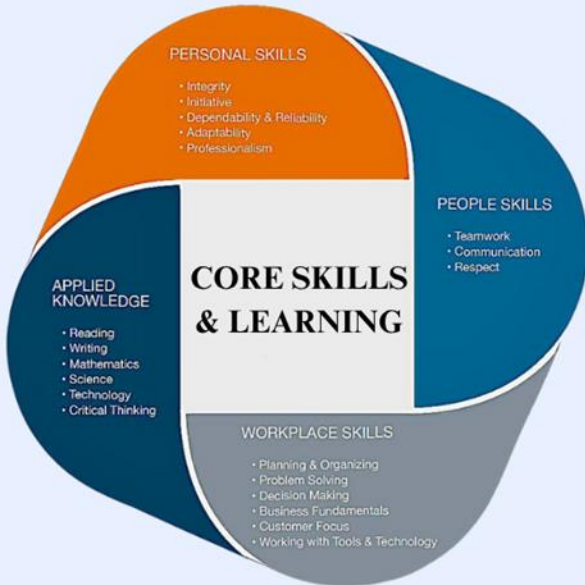 PERSONAL SKILLS
• Integrity
• Initiative
• Dependability & Reliability
• Adaptability
• Professionalism
PEOPLE SKILLS
• Teamwork
• Communication
• Respect
CORE SKILLS
& LEARNING
APPLIED
KNOWLEDGE
• Reading
• Writing
• Mathematics
• Science
• Technology
• Critical Thinking
WORKPLACE SKILLS
• Planning & Organizing
• Problem Solving
• Decision Making
• Business Fundamentals
• Customer Focus
• Working with Tools & Technology